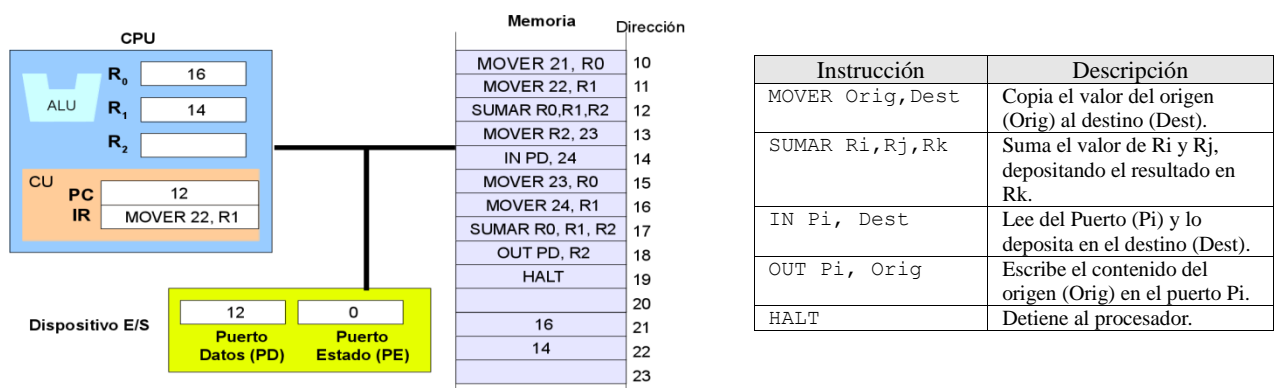 CPU
R0 16
ALU
R1 14
R2
CU
PC 12
IR MOVER 22, R1
Memoria Dirección
MOVER 21, R0 10
MOVER 22, R1 11
SUMAR R0,R1,R2 12
MOVER R2, 23 13
IN PD, 24 14
MOVER 23, R0 15
MOVER 24, R1 16
SUMAR R0, R1, R2 17
OUT PD, R2 18
HALT 19
20
16 21
14 22
23
Dispositivo E/S
12 0
Puerto Puerto
Datos (PD) Estado (PE)
Instrucción Descripción
MOVER Orig,Dest Copia el valor del origen
(Orig) al destino (Dest).
SUMAR Ri,Rj,Rk Suma el valor de Ri y Rj,
depositando el resultado en
Rk.
IN Pi, Dest Lee del Puerto (Pi) y lo
deposita en el destino (Dest).
OUT Pi, Orig Escribe el contenido del
origen (Orig) en el puerto Pi.
HALT Detiene al procesador.